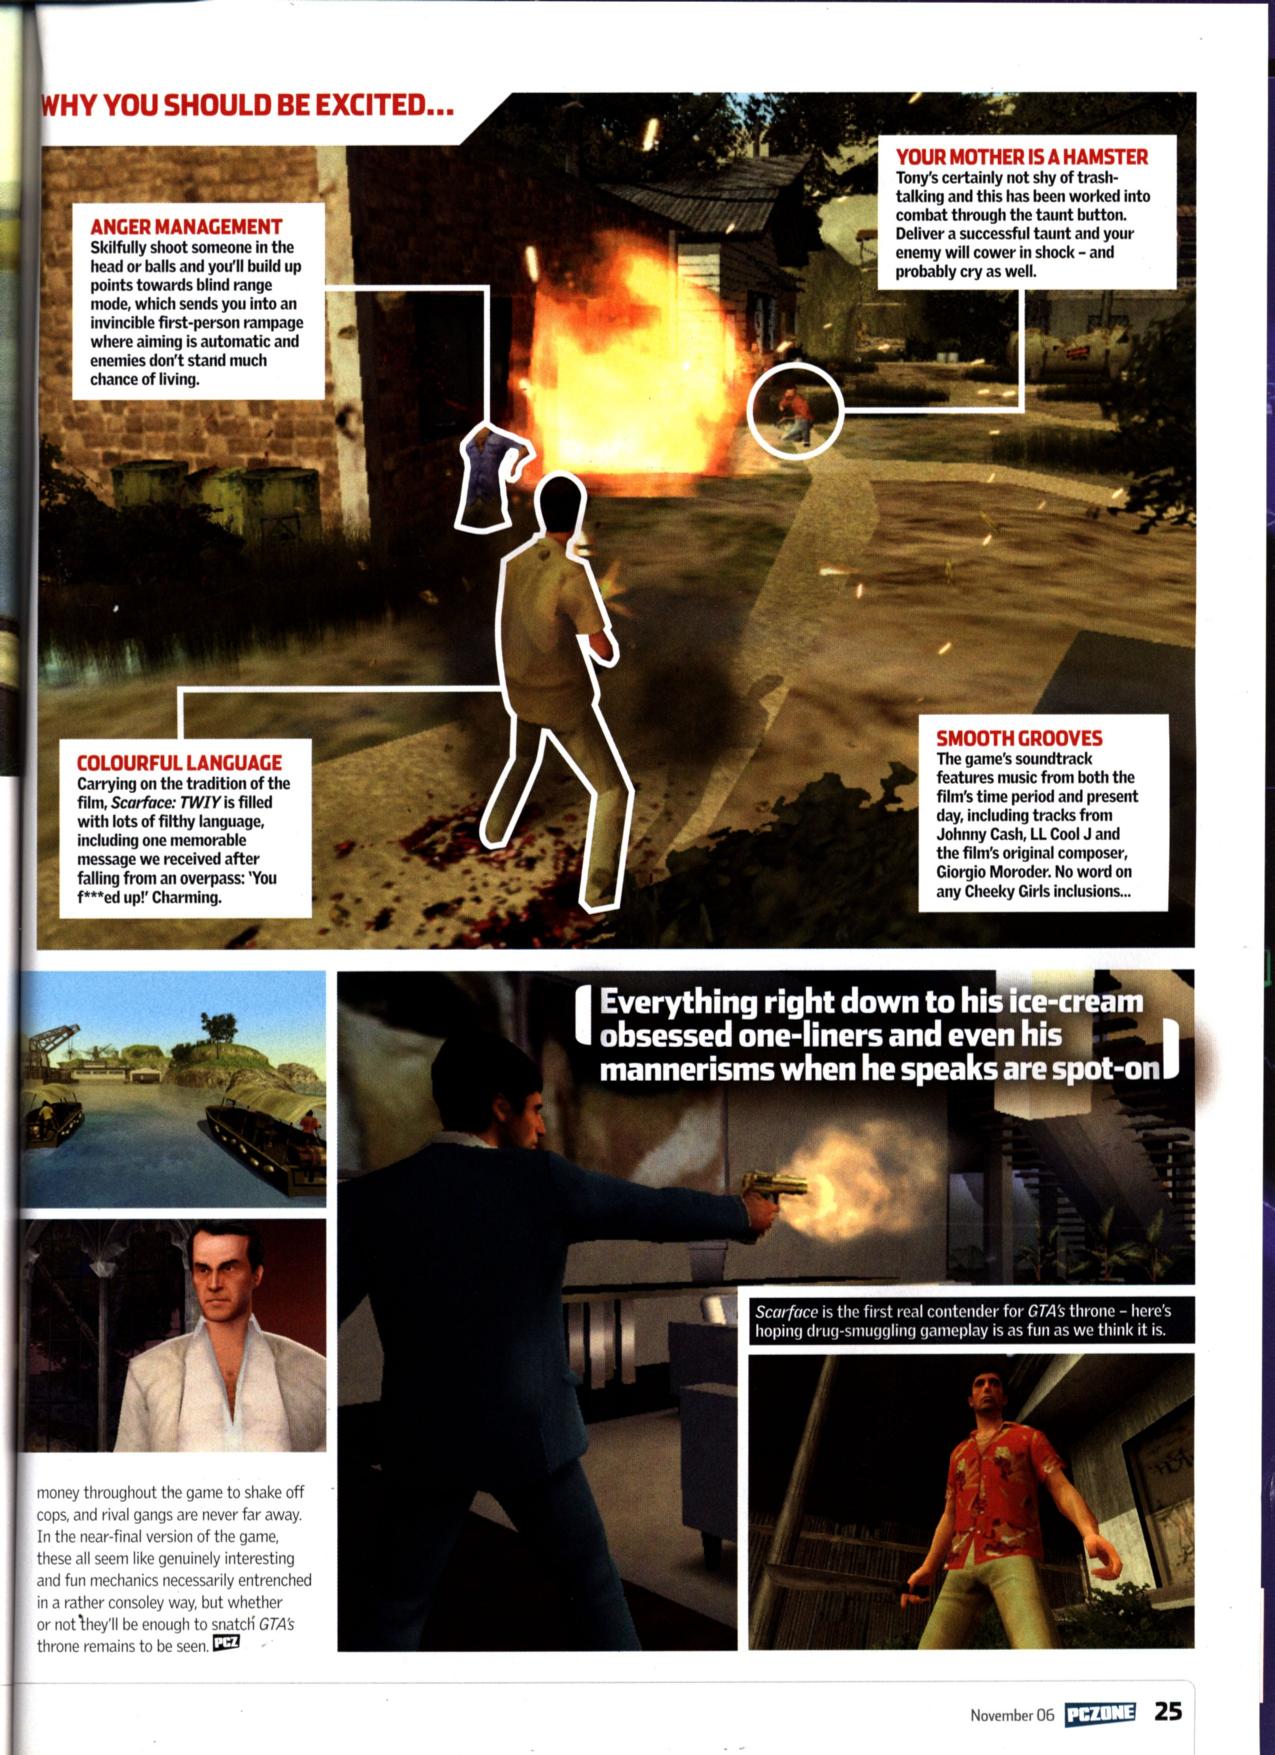 WHY YOU SHOULD BE EXCITED...
ANGER MANAGEMENT
Skilfully shoot someone in the
head or balls and you'll build up
points towards blind range
mode, which sends you into an
invincible first-person rampage
where aiming is automatic and
enemies don't stand much
chance of living.
YOUR MOTHER IS A HAMSTER
Tony's certainly not shy of trash-
talking and this has been worked into
combat through the taunt button.
Deliver a successful taunt and your
enemy will cower in shock – and
probably cry as well.
COLOURFUL LANGUAGE
Carrying on the tradition of the
film, Scarface: TWIY is filled
with lots of filthy language,
including one memorable
message we received after
falling from an overpass: 'You
f***ed up!' Charming.
SMOOTH GROOVES
The game's soundtrack
features music from both the
film's time period and present
day, including tracks from
Johnny Cash, LL Cool J and
the film's original composer,
Giorgio Moroder. No word on
any Cheeky Girls inclusions...
Everything right down to his ice-cream
obsessed one-liners and even his
mannerisms when he speaks are spot-on
Scarface is the first real contender for GTA's throne – here's
hoping drug-smuggling gameplay is as fun as we think it is.
money throughout the game to shake off
cops, and rival gangs are never far away.
In the near-final version of the game,
these all seem like genuinely interesting
and fun mechanics necessarily entrenched
in a rather consoley way, but whether
or not they'll be enough to snatch GTA's
throne remains to be seen. PCZ
November 06 PCZONE 25